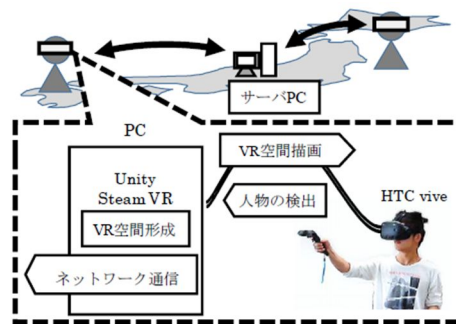 サーバPC
PC
VR空間描画
Unity
Steam VR
人物の検出
HTC vive
VR空間形成
ネットワーク通信